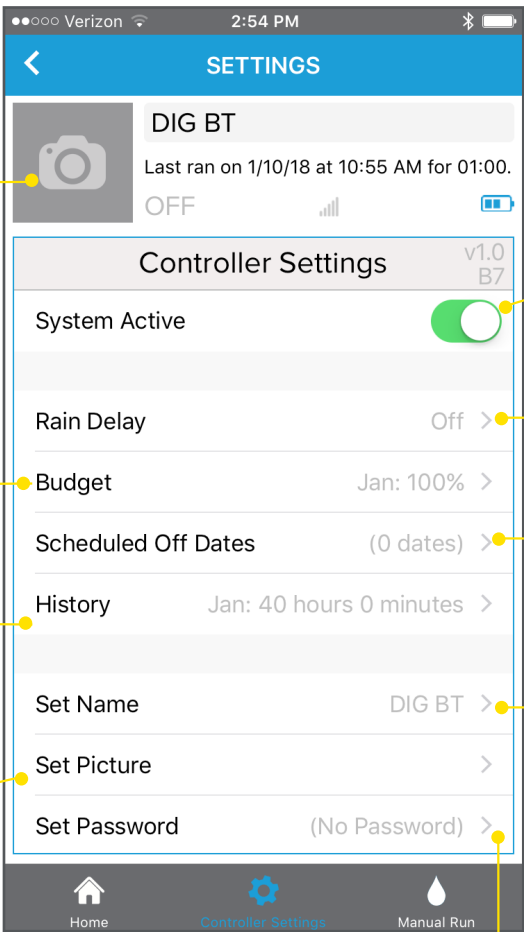 Verizon 2:54 PM
SETTINGS
DIG BT
Last ran on 1/10/18 at 10:55 AM for 01:00.
OFF
Controller Settings v1.0
B7
System Active
Rain Delay Off
Budget Jan: 100%
Scheduled Off Dates (0 dates)
History Jan: 40 hours 0 minutes
Set Name DIG BT
Set Picture
Set Password (No Password)
Home Controller Settings Manual Run